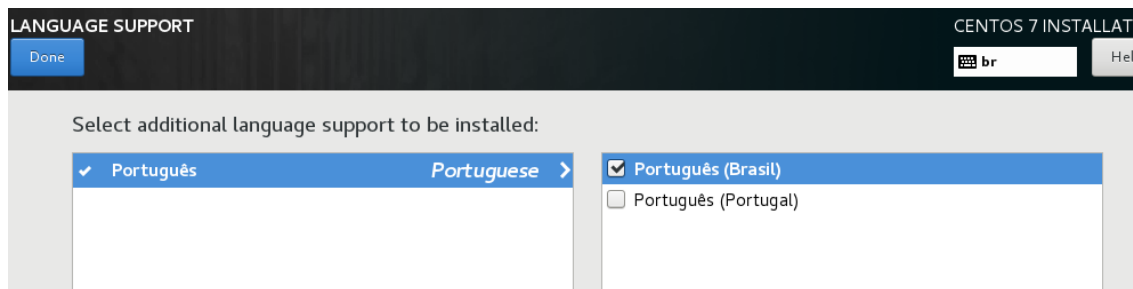 LANGUAGE SUPPORT
CENTOS 7 INSTALLAT
Done
br
Hel
Select additional language support to be installed:
Português Portuguese
Português (Brasil)
Português (Portugal)